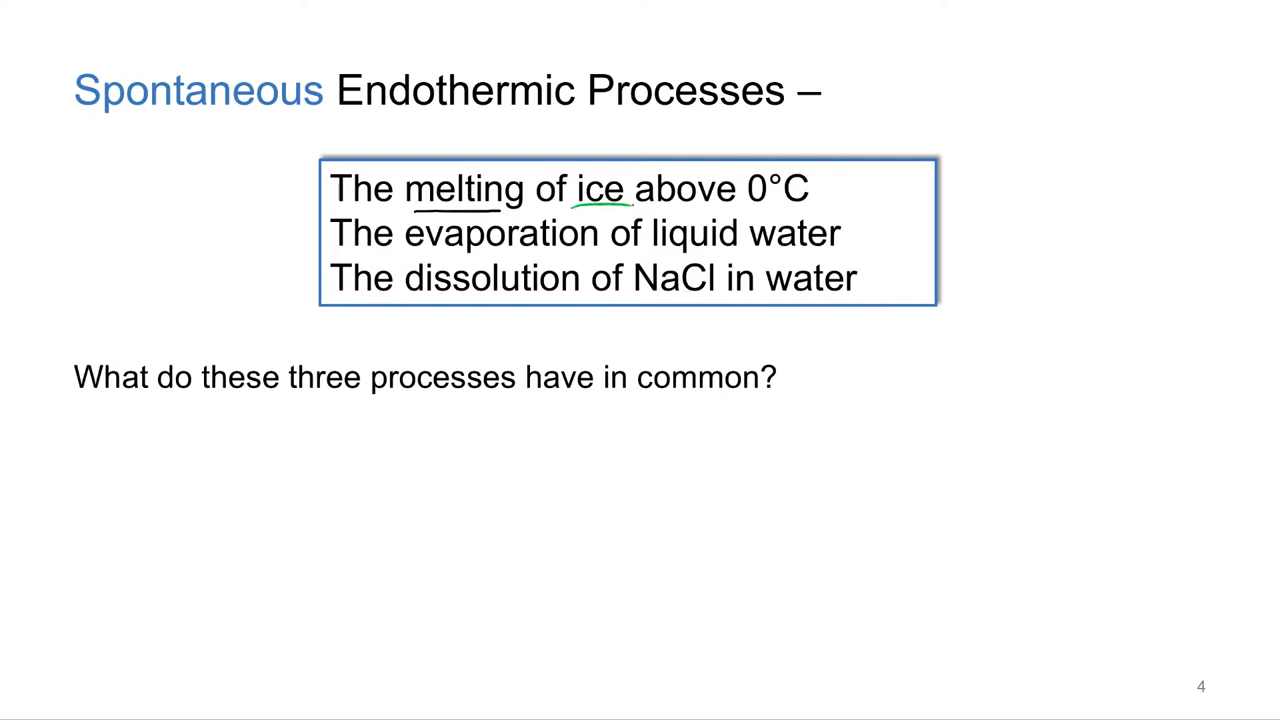 Spontaneous Endothermic Processes –
The melting of ice above 0°C
The evaporation of liquid water
The dissolution of NaCl in water
What do these three processes have in common?
4